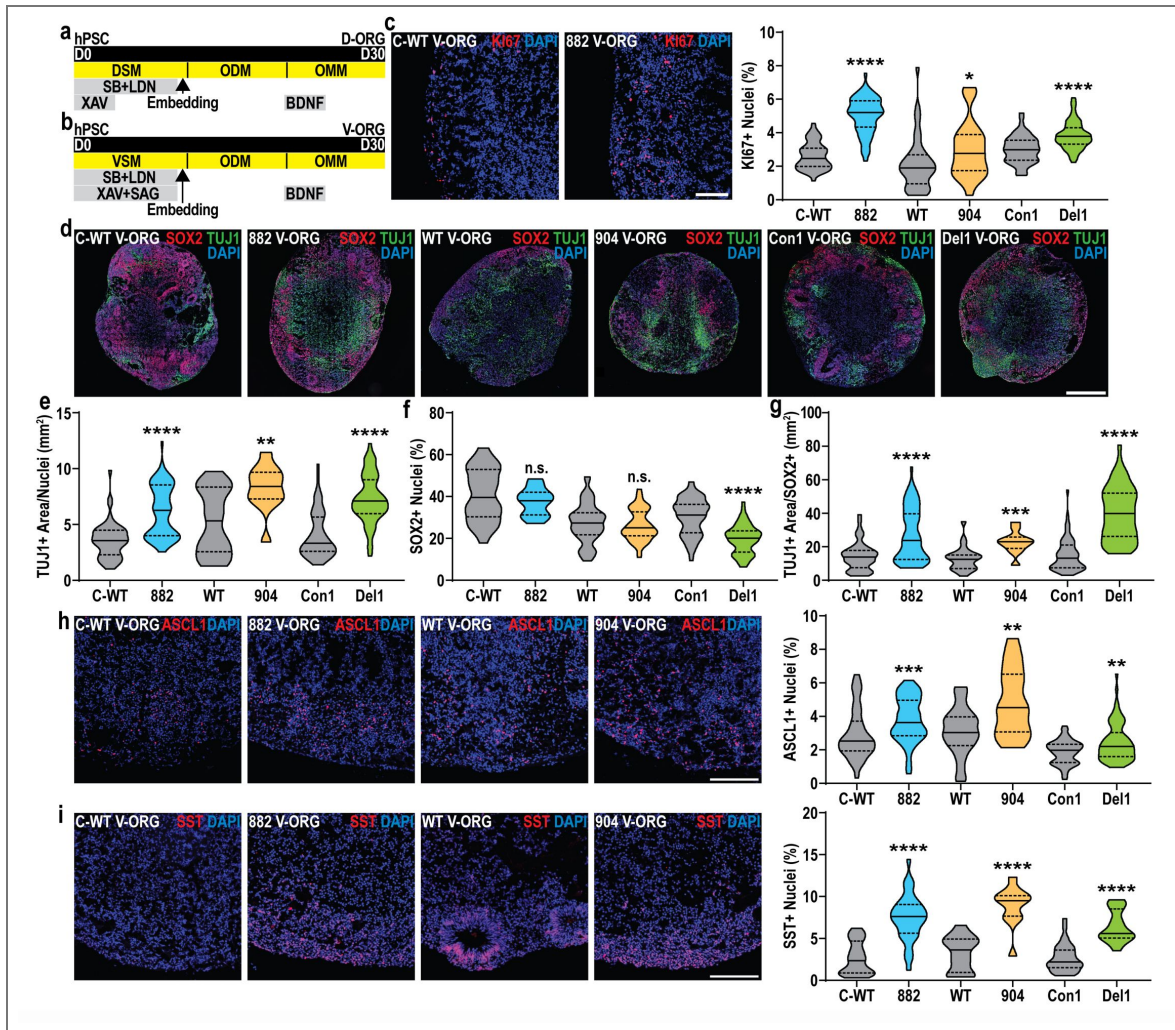 a
hPSC D-ORG
D0 D30
DSM ODM OMM
SB+LDN
XAV Embedding BDNF
b
hPSC V-ORG
D0 D30
VSM ODM OMM
SB+LDN
XAV+SAG BDNF
Embedding
c
C-WT V-ORG KI67 DAPI
882 V-ORG KI67 DAPI
KI67+ Nuclei (%)
10
8
6
4
2
0
**** * ****
C-WT 882 WT 904 Con1 Del1
d
C-WT V-ORG SOX2 TUJ1
DAPI
882 V-ORG SOX2 TUJ1
DAPI
WT V-ORG SOX2 TUJ1
DAPI
904 V-ORG SOX2 TUJ1
DAPI
Con1 V-ORG SOX2 TUJ1
DAPI
Del1 V-ORG SOX2 TUJ1
DAPI
e
TUJ1+ Area/Nuclei (mm²)
15
10
5
0
**** ** ****
C-WT 882 WT 904 Con1 Del1
f
SOX2+ Nuclei (%)
80
60
40
20
0
n.s. n.s. ****
C-WT 882 WT 904 Con1 Del1
g
TUJ1+ Area/SOX2+ (mm²)
100
80
60
40
20
0
**** *** ****
C-WT 882 WT 904 Con1 Del1
h
C-WT V-ORG ASCL1 DAPI
882 V-ORG ASCL1 DAPI
WT V-ORG ASCL1 DAPI
904 V-ORG ASCL1 DAPI
ASCL1+ Nuclei (%)
10
8
6
4
2
0
*** ** **
C-WT 882 WT 904 Con1 Del1
i
C-WT V-ORG SST DAPI
882 V-ORG SST DAPI
WT V-ORG SST DAPI
904 V-ORG SST DAPI
SST+ Nuclei (%)
20
15
10
5
0
**** **** ****
C-WT 882 WT 904 Con1 Del1